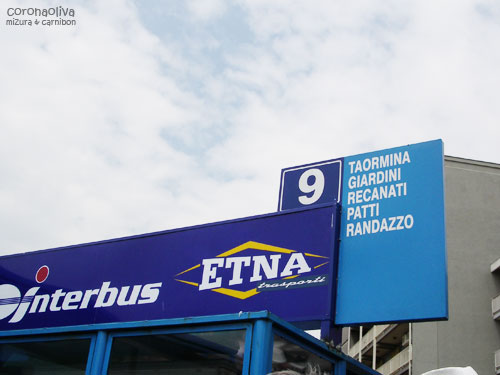 coronaoliva
mizura & carnibon
9
TAORMINA
GIARDINI
RECANATI
PATTI
RANDAZZO
interbus
ETNA
trasporti